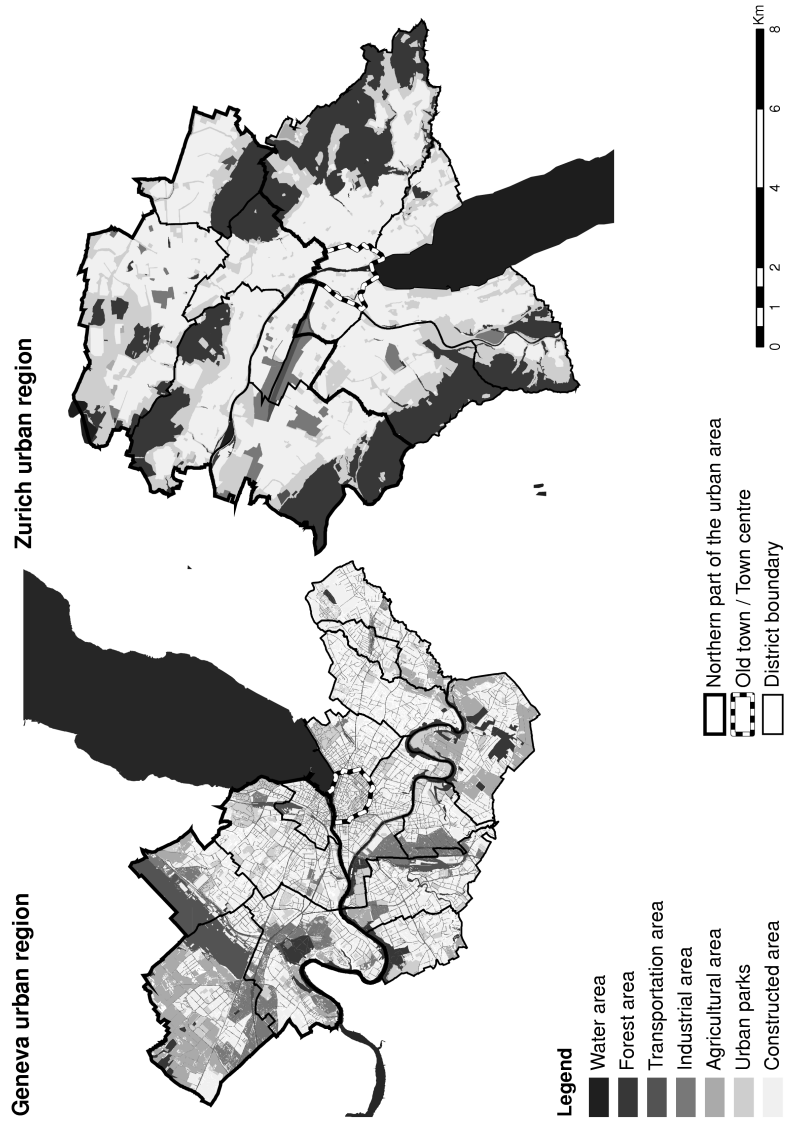 Geneva urban region
Zurich urban region
Legend
Water area
Forest area
Transportation area
Industrial area
Agricultural area
Urban parks
Constructed area
Northern part of the urban area
Old town / Town centre
District boundary
0 1 2 4 6 8
Km